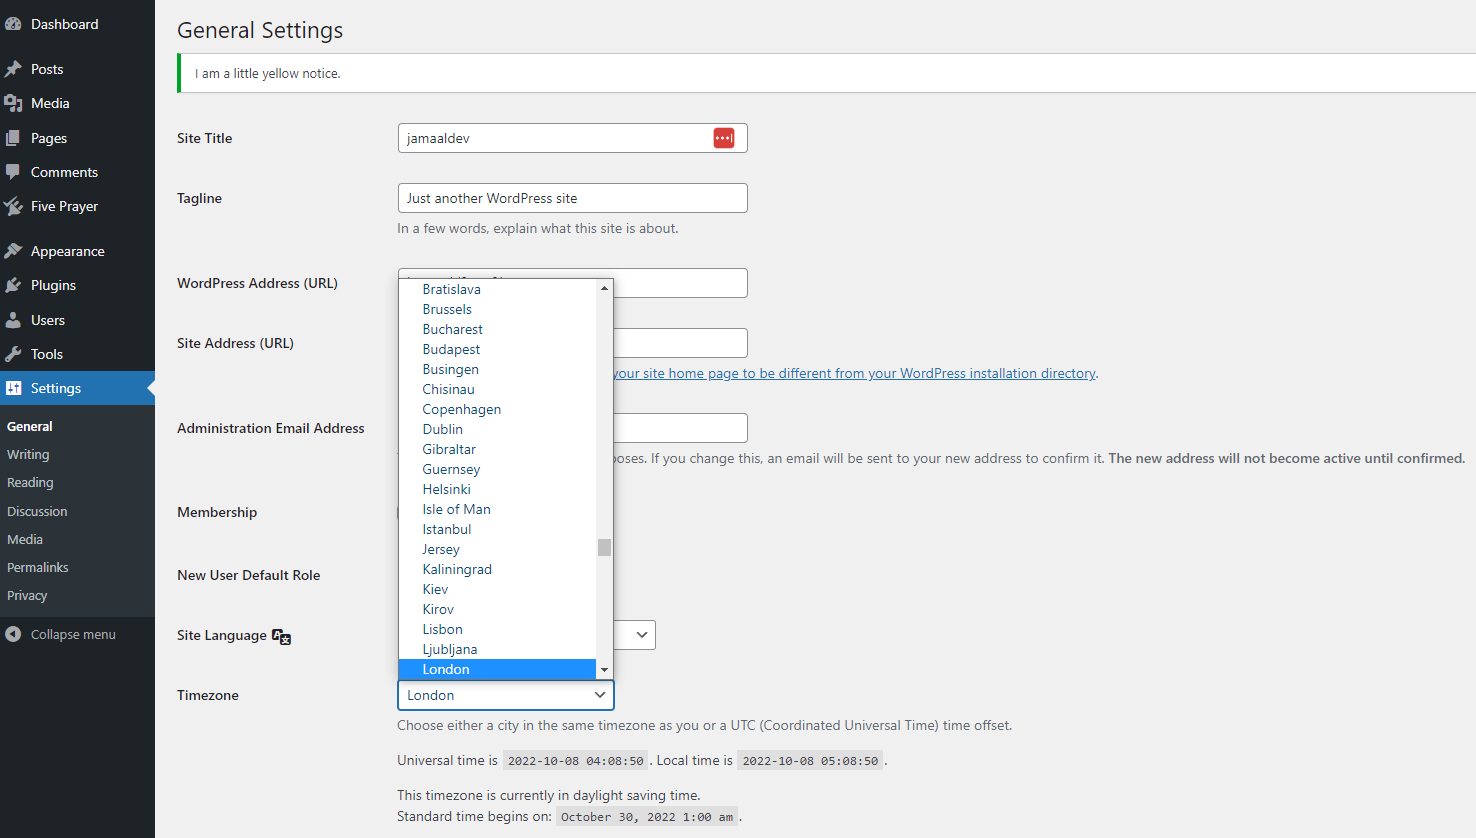 Dashboard
Posts
Media
Pages
Comments
Five Prayer
Appearance
Plugins
Users
Tools
Settings
General
Writing
Reading
Discussion
Media
Permalinks
Privacy
Collapse menu
General Settings
I am a little yellow notice.
Site Title
jamaaldev
Tagline
Just another WordPress site
In a few words, explain what this site is about.
WordPress Address (URL)
Site Address (URL)
your site home page to be different from your WordPress installation directory.
Administration Email Address
If you change this, an email will be sent to your new address to confirm it. The new address will not become active until confirmed.
Membership
New User Default Role
Site Language
Bratislava
Brussels
Bucharest
Budapest
Busingen
Chisinau
Copenhagen
Dublin
Gibraltar
Guernsey
Helsinki
Isle of Man
Istanbul
Jersey
Kaliningrad
Kiev
Kirov
Lisbon
Ljubljana
London
Timezone
London
Choose either a city in the same timezone as you or a UTC (Coordinated Universal Time) time offset.
Universal time is 2022-10-08 04:08:50 . Local time is 2022-10-08 05:08:50 .
This timezone is currently in daylight saving time.
Standard time begins on: October 30, 2022 1:00 am .